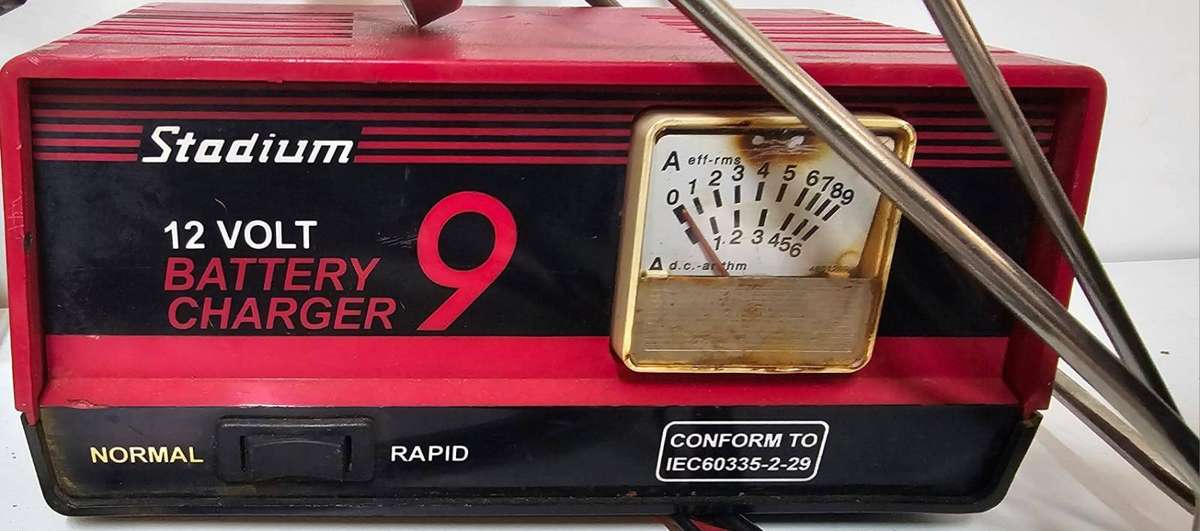 Stadium
12 VOLT
BATTERY
CHARGER
9
A eff-rms
0 1 2 3 4 5 6 7 8 9
1 2 3 4 5 6
A d.c.-arithm
NORMAL
RAPID
CONFORM TO
IEC60335-2-29